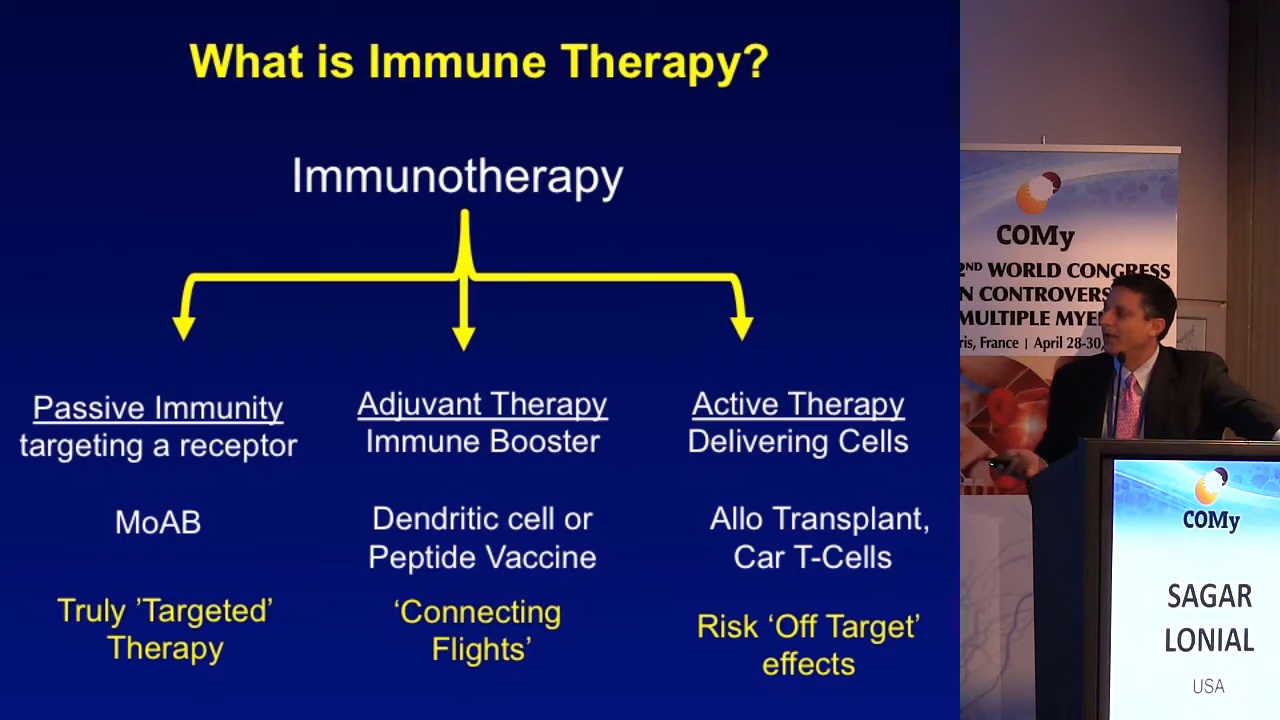 What is Immune Therapy?
Immunotherapy
Passive Immunity
targeting a receptor
MoAB
Truly ’Targeted’
Therapy
Adjuvant Therapy
Immune Booster
Dendritic cell or
Peptide Vaccine
‘Connecting
Flights’
Active Therapy
Delivering Cells
Allo Transplant,
Car T-Cells
Risk ‘Off Target’
effects
COMy
2ND WORLD CONGRESS
N CONTROVERS
MULTIPLE MYE
ris, France | April 28-30,
COMy
SAGAR
LONIAL
USA